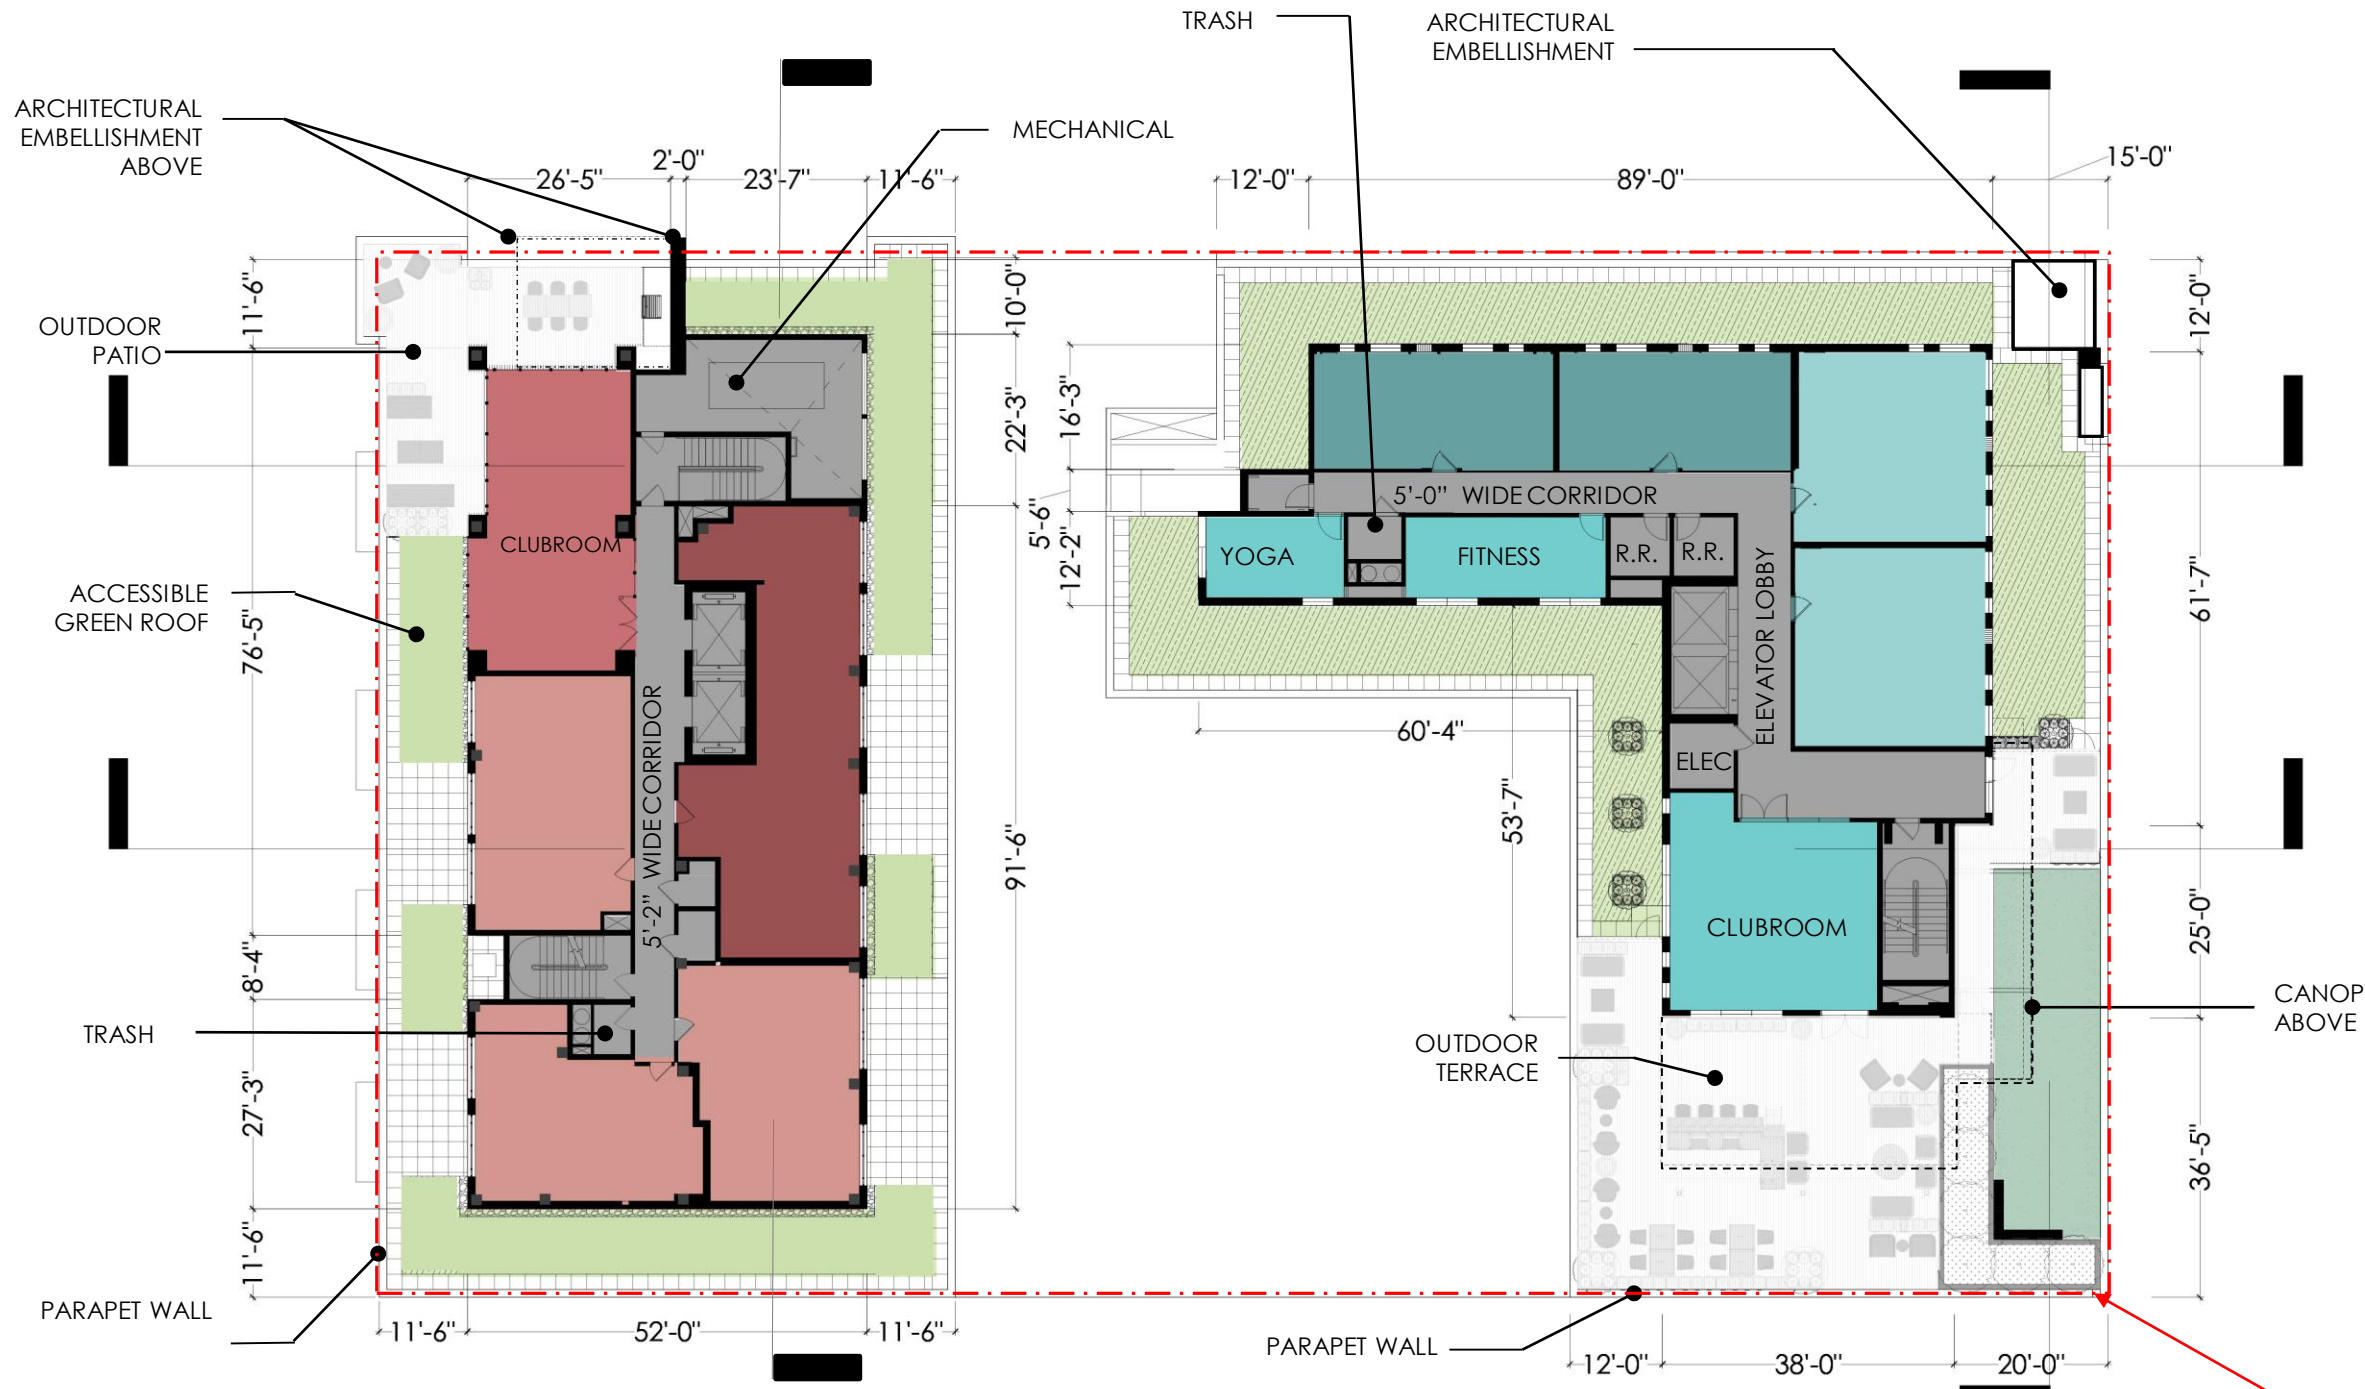 TRASH
ARCHITECTURAL
EMBELLISHMENT
ARCHITECTURAL
EMBELLISHMENT
ABOVE
MECHANICAL
2'-0"
26'-5"
23'-7"
11'-6"
12'-0"
89'-0"
15'-0"
11'-6"
10'-0"
12'-0"
OUTDOOR
PATIO
22'-3"
16'-3"
5'-0" WIDE CORRIDOR
5'-6"
CLUBROOM
YOGA
FITNESS
R.R.
R.R.
12'-2"
ACCESSIBLE
GREEN ROOF
76'-5"
61'-7"
ELEVATOR LOBBY
60'-4"
5'-2" WIDE CORRIDOR
ELEC
53'-7"
91'-6"
CLUBROOM
25'-0"
8'-4"
TRASH
CANOP
ABOVE
OUTDOOR
TERRACE
27'-3"
36'-5"
11'-6"
PARAPET WALL
11'-6"
52'-0"
11'-6"
PARAPET WALL
12'-0"
38'-0"
20'-0"